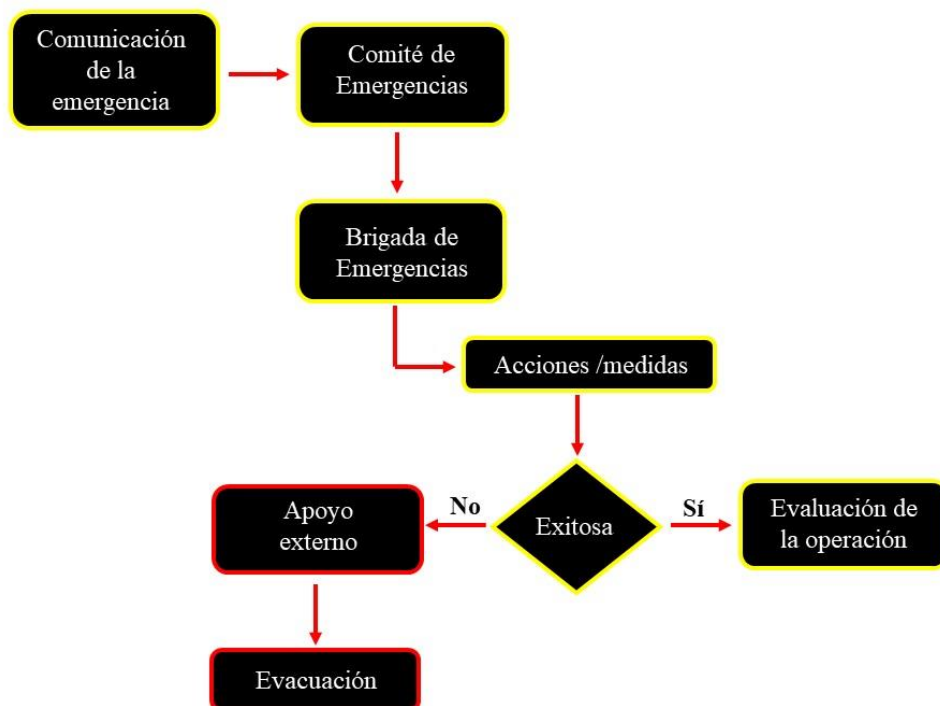 Comunicación
de la
emergencia
Comité de
Emergencias
Brigada de
Emergencias
Acciones /medidas
Exitosa
No
Sí
Apoyo
externo
Evaluación de
la operación
Evacuación